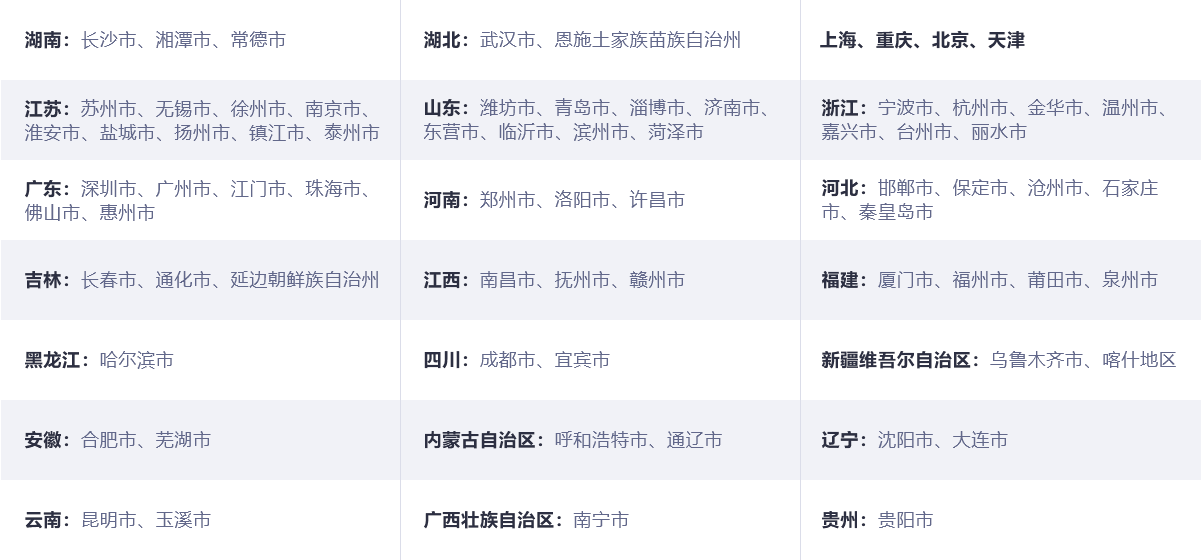 湖南：长沙市、湘潭市、常德市
湖北：武汉市、恩施土家族苗族自治州
上海、重庆、北京、天津
江苏：苏州市、无锡市、徐州市、南京市、
淮安市、盐城市、扬州市、镇江市、泰州市
山东：潍坊市、青岛市、淄博市、济南市、
东营市、临沂市、滨州市、菏泽市
浙江：宁波市、杭州市、金华市、温州市、
嘉兴市、台州市、丽水市
广东：深圳市、广州市、江门市、珠海市、
佛山市、惠州市
河南：郑州市、洛阳市、许昌市
河北：邯郸市、保定市、沧州市、石家庄
市、秦皇岛市
吉林：长春市、通化市、延边朝鲜族自治州
江西：南昌市、抚州市、赣州市
福建：厦门市、福州市、莆田市、泉州市
黑龙江：哈尔滨市
四川：成都市、宜宾市
新疆维吾尔自治区：乌鲁木齐市、喀什地区
安徽：合肥市、芜湖市
内蒙古自治区：呼和浩特市、通辽市
辽宁：沈阳市、大连市
云南：昆明市、玉溪市
广西壮族自治区：南宁市
贵州：贵阳市